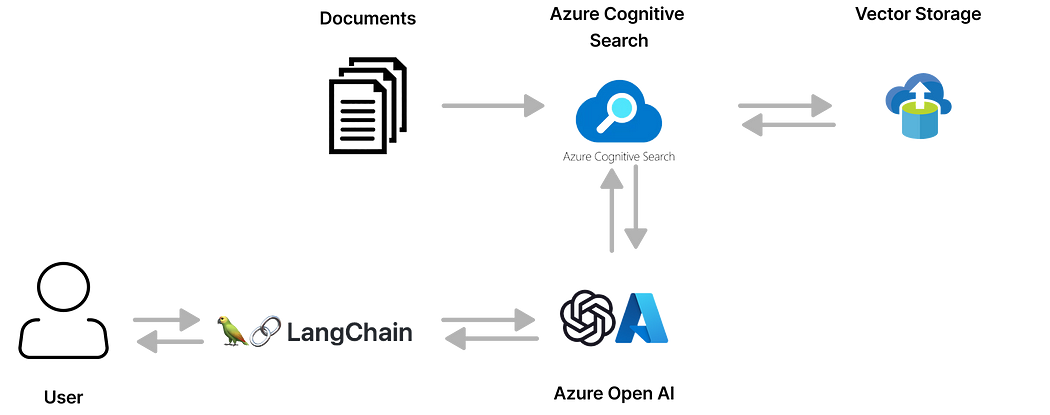 Documents
Azure Cognitive
Search
Vector Storage
Azure Cognitive Search
LangChain
User
Azure Open AI